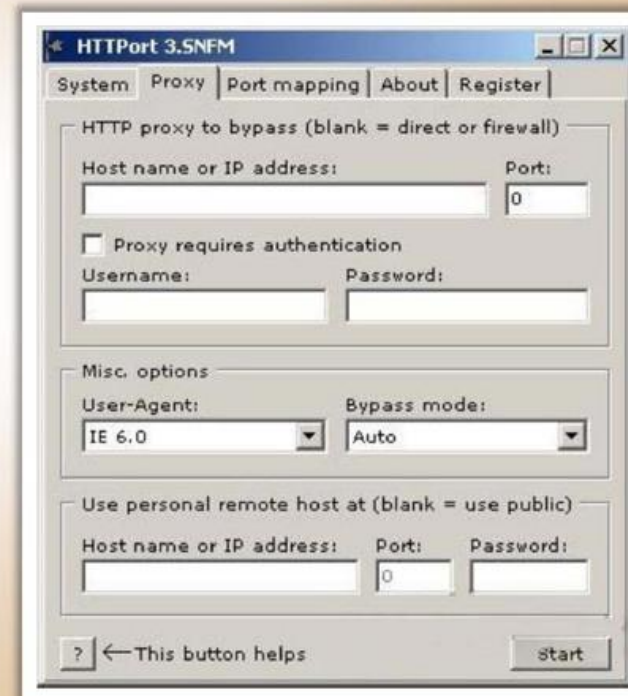 HTTPort 3.SNFM
System Proxy Port mapping About Register
HTTP proxy to bypass (blank = direct or firewall)
Host name or IP address: Port:
0
Proxy requires authentication
Username: Password:
Misc. options
User-Agent: Bypass mode:
IE 6.0 Auto
Use personal remote host at (blank = use public)
Host name or IP address: Port: Password:
0
? ←This button helps Start